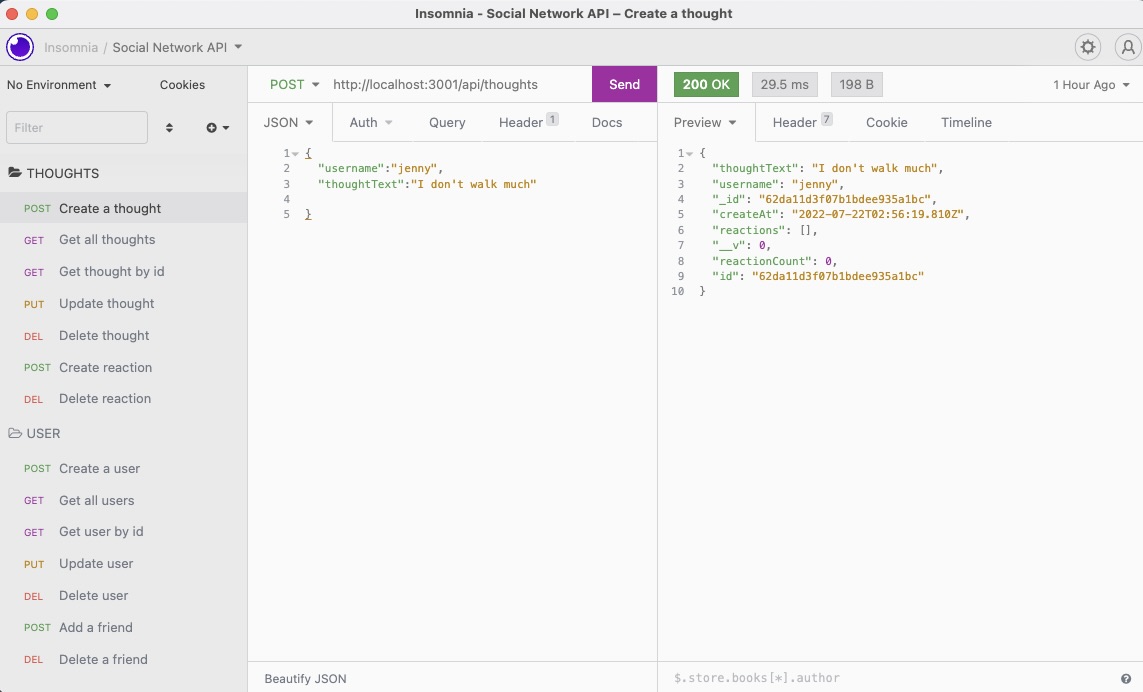 Insomnia - Social Network API – Create a thought
Insomnia / Social Network API
No Environment
Cookies
Filter
THOUGHTS
POST Create a thought
GET Get all thoughts
GET Get thought by id
PUT Update thought
DEL Delete thought
POST Create reaction
DEL Delete reaction
USER
POST Create a user
GET Get all users
GET Get user by id
PUT Update user
DEL Delete user
POST Add a friend
DEL Delete a friend
POST http://localhost:3001/api/thoughts Send
JSON Auth Query Header 1 Docs
1 {
2 "username":"jenny",
3 "thoughtText":"I don't walk much"
4
5 }
Beautify JSON
200 OK 29.5 ms 198 B 1 Hour Ago
Preview Header 7 Cookie Timeline
1 {
2 "thoughtText": "I don't walk much",
3 "username": "jenny",
4 "_id": "62da11d3f07b1bdee935a1bc",
5 "createAt": "2022-07-22T02:56:19.810Z",
6 "reactions": [],
7 "__v": 0,
8 "reactionCount": 0,
9 "id": "62da11d3f07b1bdee935a1bc"
10 }
$.store.books[*].author